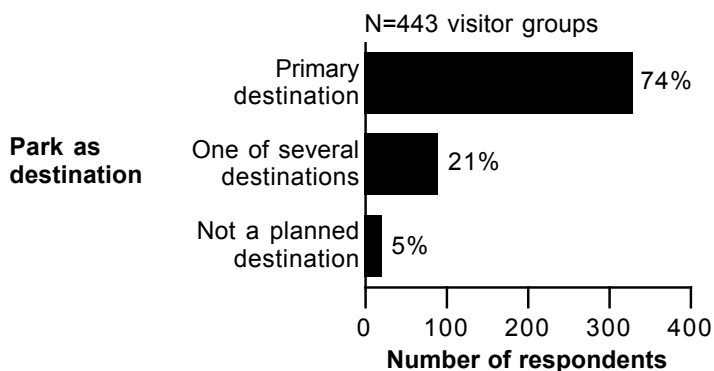 N=443 visitor groups
Primary
destination
74%
Park as
destination
One of several
destinations
21%
Not a planned
destination
5%
0 100 200 300 400
Number of respondents